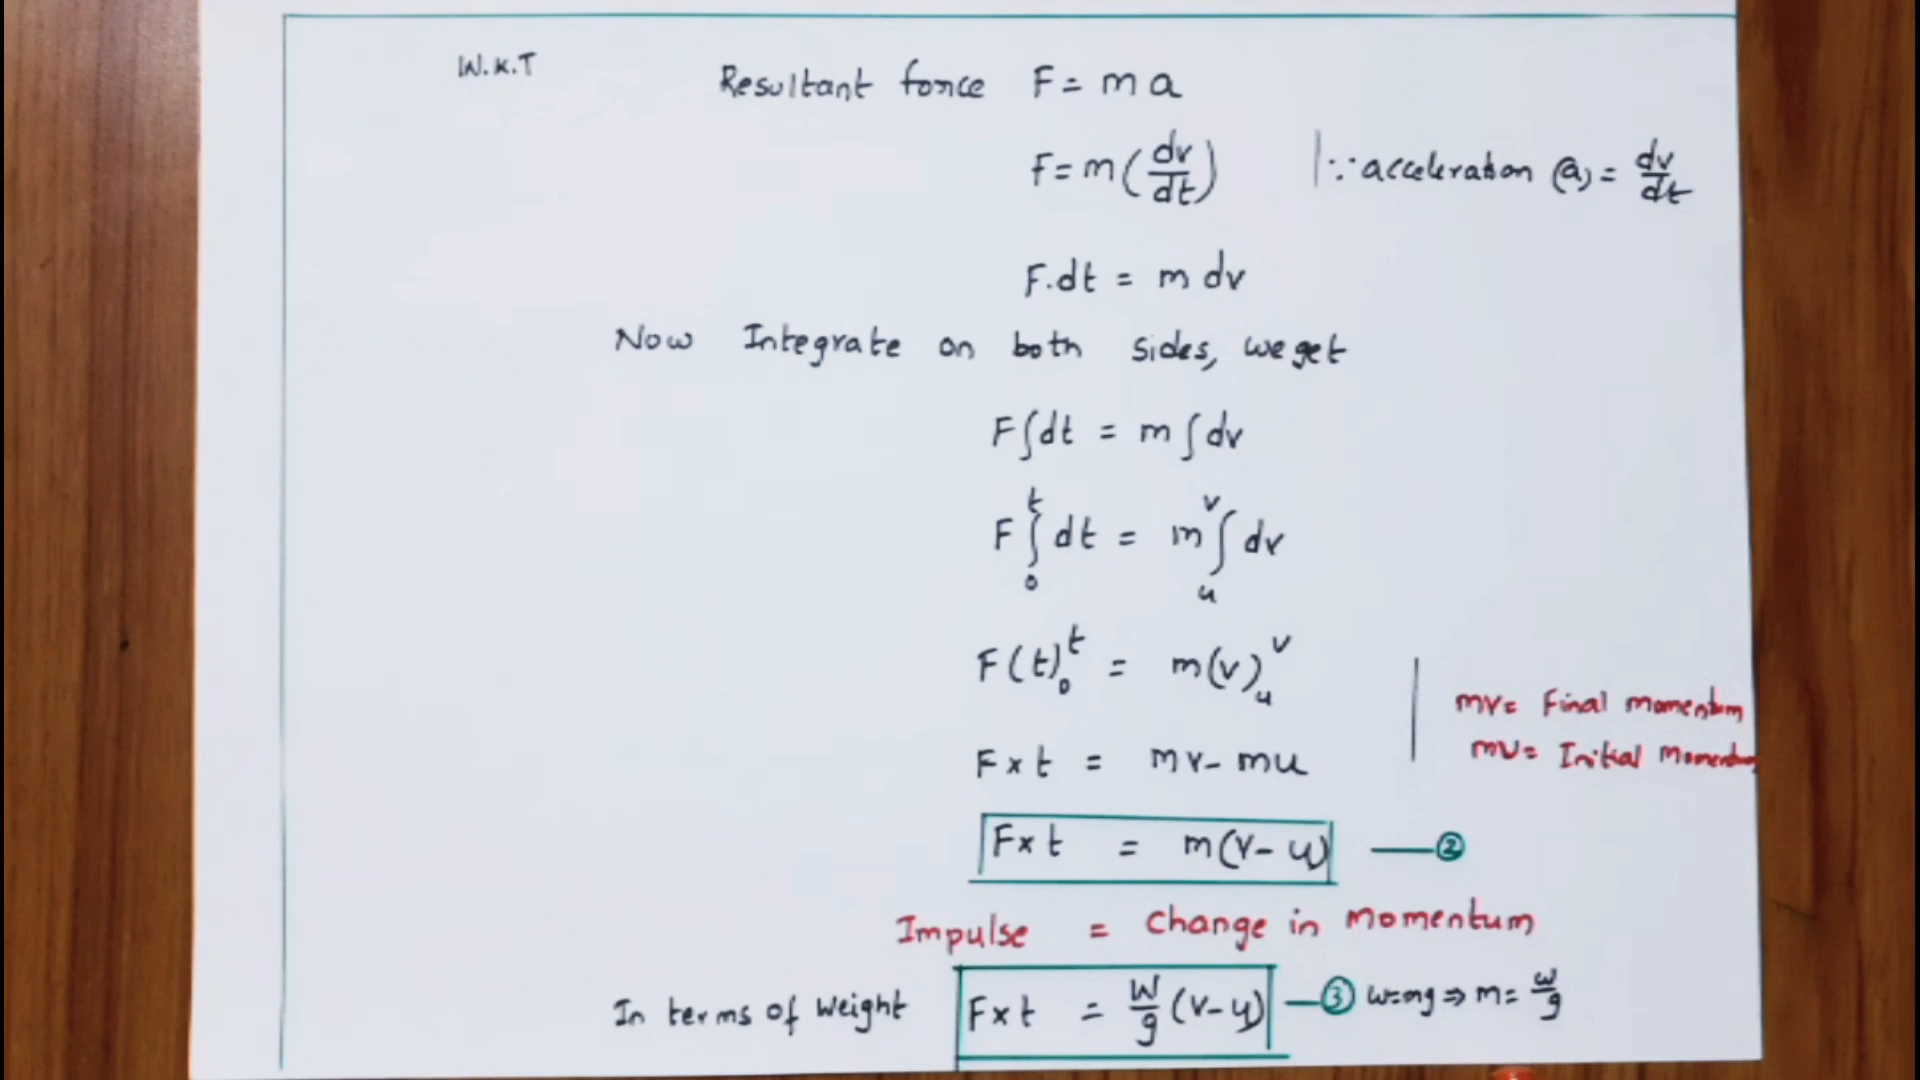 W.K.T Resultant force F = m a
F = m (dv/dt) | ∵ acceleration (a) = dv/dt
F.dt = m dv
Now Integrate on both sides, we get
F∫dt = m ∫dv
F ∫₀ᵗ dt = m ∫ᵤᵛ dv
F(t)₀ᵗ = m(v)ᵤᵛ
mv = Final momentum
mu = Initial Momentum
F x t = mv - mu
F x t = m(v - u) — ②
Impulse = Change in Momentum
In terms of Weight F x t = W/g (v - u) — ③ w=mg ⇒ m = w/g